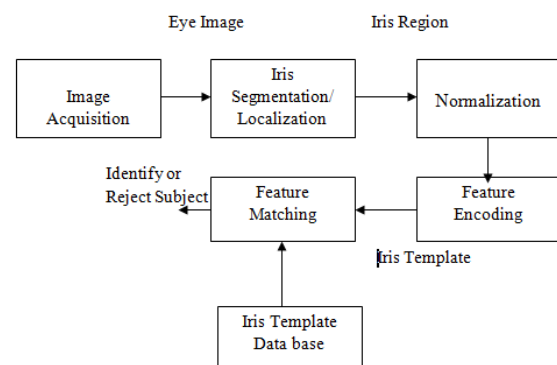 Eye Image
Iris Region
Image
Acquisition
Iris
Segmentation/
Localization
Normalization
Identify or
Reject Subject
Feature
Matching
Feature
Encoding
Iris Template
Iris Template
Data base